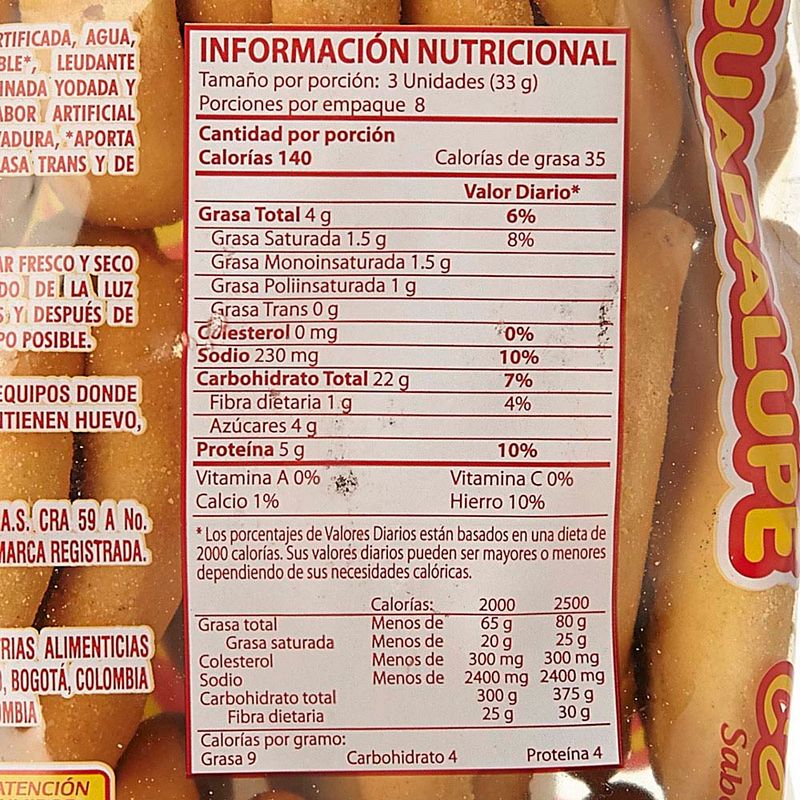 RTIFICADA, AGUA,
BLE*, LEUDANTE
INADA YODADA Y
ABOR ARTIFICIAL
ADURA, *APORTA
ASA TRANS Y DE
AR FRESCO Y SECO
DO DE LA LUZ
S Y DESPUÉS DE
PO POSIBLE.
EQUIPOS DONDE
NTIENEN HUEVO,
A.S. CRA 59 A No.
MARCA REGISTRADA.
RIAS ALIMENTICIAS
O, BOGOTÁ, COLOMBIA
OMBIA
ATENCIÓN
INFORMACIÓN NUTRICIONAL
Tamaño por porción: 3 Unidades (33 g)
Porciones por empaque 8
Cantidad por porción
Calorías 140 Calorías de grasa 35
Valor Diario*
Grasa Total 4 g 6%
Grasa Saturada 1.5 g 8%
Grasa Monoinsaturada 1.5 g
Grasa Poliinsaturada 1 g
Grasa Trans 0 g
Colesterol 0 mg 0%
Sodio 230 mg 10%
Carbohidrato Total 22 g 7%
Fibra dietaria 1 g 4%
Azúcares 4 g
Proteína 5 g 10%
Vitamina A 0% Vitamina C 0%
Calcio 1% Hierro 10%
* Los porcentajes de Valores Diarios están basados en una dieta de
2000 calorías. Sus valores diarios pueden ser mayores o menores
dependiendo de sus necesidades calóricas.
Calorías: 2000 2500
Grasa total Menos de 65 g 80 g
Grasa saturada Menos de 20 g 25 g
Colesterol Menos de 300 mg 300 mg
Sodio Menos de 2400 mg 2400 mg
Carbohidrato total 300 g 375 g
Fibra dietaria 25 g 30 g
Calorías por gramo:
Grasa 9 Carbohidrato 4 Proteína 4
GUADALUPE
Ca
Sab